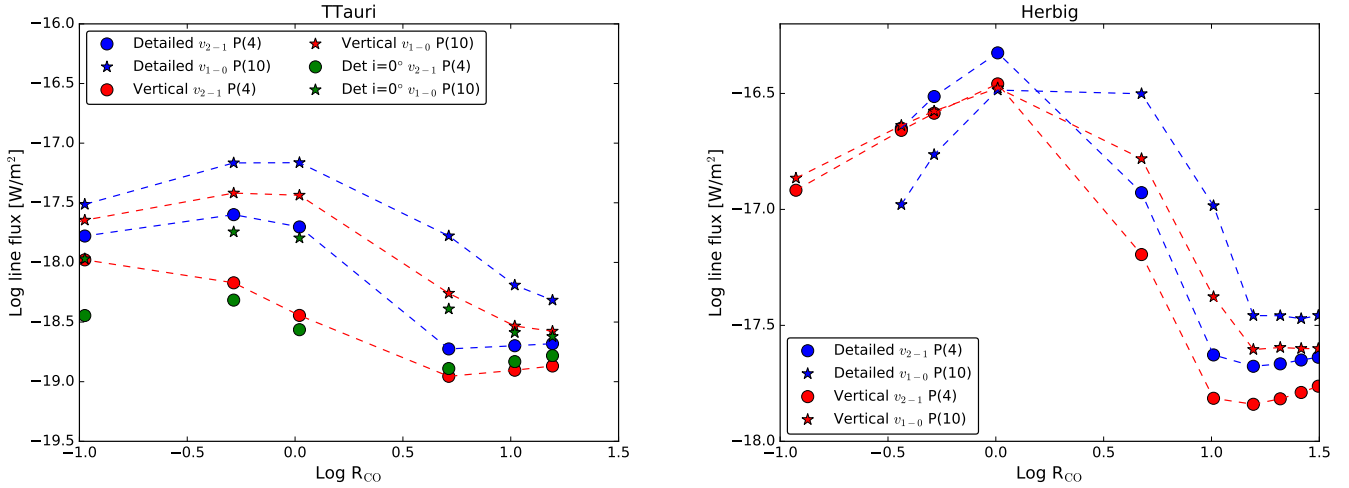 TTauri
−16.0
−16.5
−17.0
−17.5
−18.0
−18.5
−19.0
−19.5
Log line flux [W/m²]
Detailed v₂₋₁ P(4)
Detailed v₁₋₀ P(10)
Vertical v₂₋₁ P(4)
Vertical v₁₋₀ P(10)
Det i=0° v₂₋₁ P(4)
Det i=0° v₁₋₀ P(10)
−1.0 −0.5 0.0 0.5 1.0 1.5
Log R_CO
Herbig
−16.5
−17.0
−17.5
−18.0
Log line flux [W/m²]
Detailed v₂₋₁ P(4)
Detailed v₁₋₀ P(10)
Vertical v₂₋₁ P(4)
Vertical v₁₋₀ P(10)
−1.0 −0.5 0.0 0.5 1.0 1.5
Log R_CO